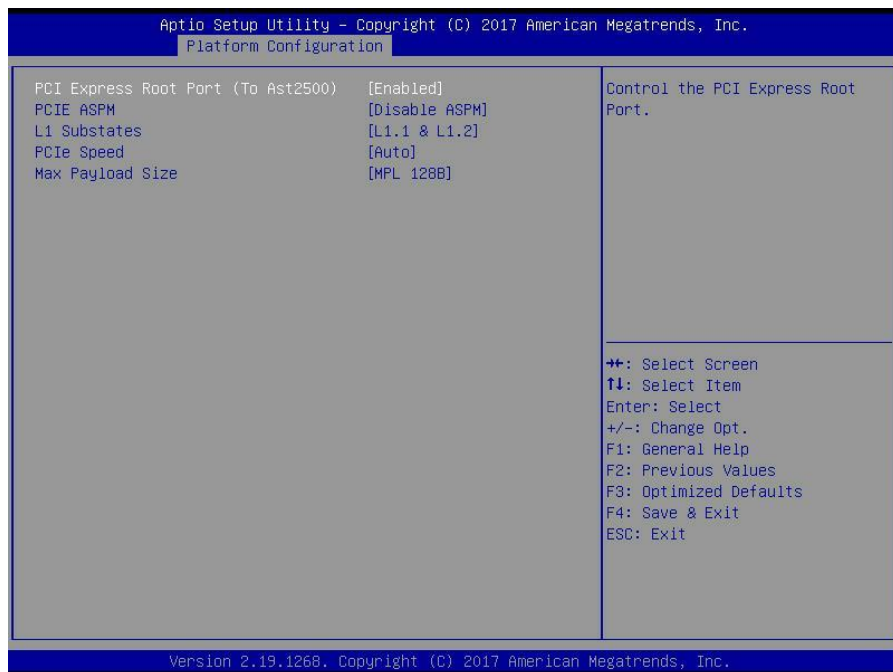 Aptio Setup Utility – Copyright (C) 2017 American Megatrends, Inc.
Platform Configuration
PCI Express Root Port (To Ast2500) [Enabled]
PCIE ASPM [Disable ASPM]
L1 Substates [L1.1 & L1.2]
PCIe Speed [Auto]
Max Payload Size [MPL 128B]
Control the PCI Express Root
Port.
→←: Select Screen
↑↓: Select Item
Enter: Select
+/-: Change Opt.
F1: General Help
F2: Previous Values
F3: Optimized Defaults
F4: Save & Exit
ESC: Exit
Version 2.19.1268. Copyright (C) 2017 American Megatrends, Inc.